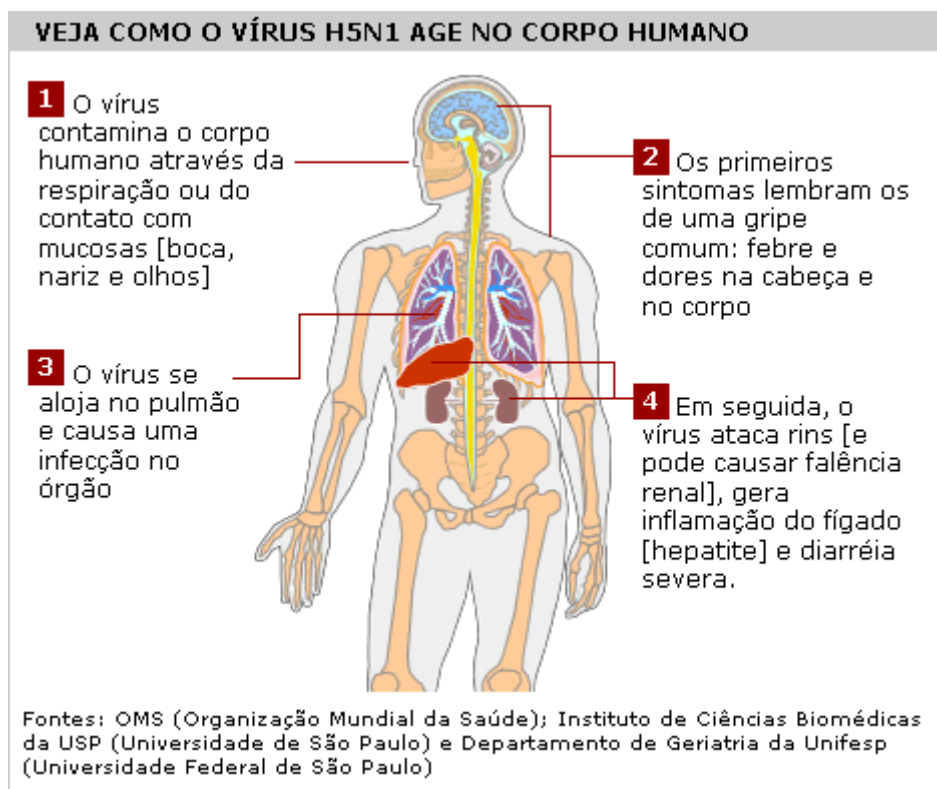 VEJA COMO O VÍRUS H5N1 AGE NO CORPO HUMANO
1 O vírus
contamina o corpo
humano através da
respiração ou do
contato com
mucosas [boca,
nariz e olhos]
2 Os primeiros
sintomas lembram os
de uma gripe
comum: febre e
dores na cabeça e
no corpo
3 O vírus se
aloja no pulmão
e causa uma
infecção no
órgão
4 Em seguida, o
vírus ataca rins [e
pode causar falência
renal], gera
inflamação do fígado
[hepatite] e diarréia
severa.
Fontes: OMS (Organização Mundial da Saúde); Instituto de Ciências Biomédicas
da USP (Universidade de São Paulo) e Departamento de Geriatria da Unifesp
(Universidade Federal de São Paulo)